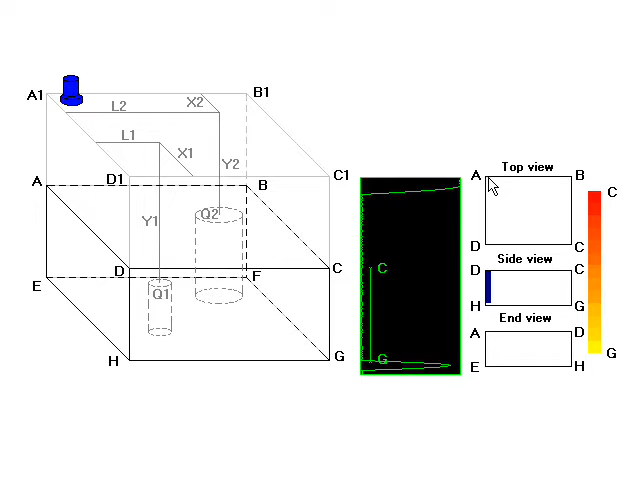 A1
B1
L2
X2
L1
X1
Y2
A
D1
B
C1
Y1
Q2
E
D
F
C
Q1
H
G
C
G
Top view
A
B
D
C
Side view
D
C
H
G
End view
A
D
E
H
C
G